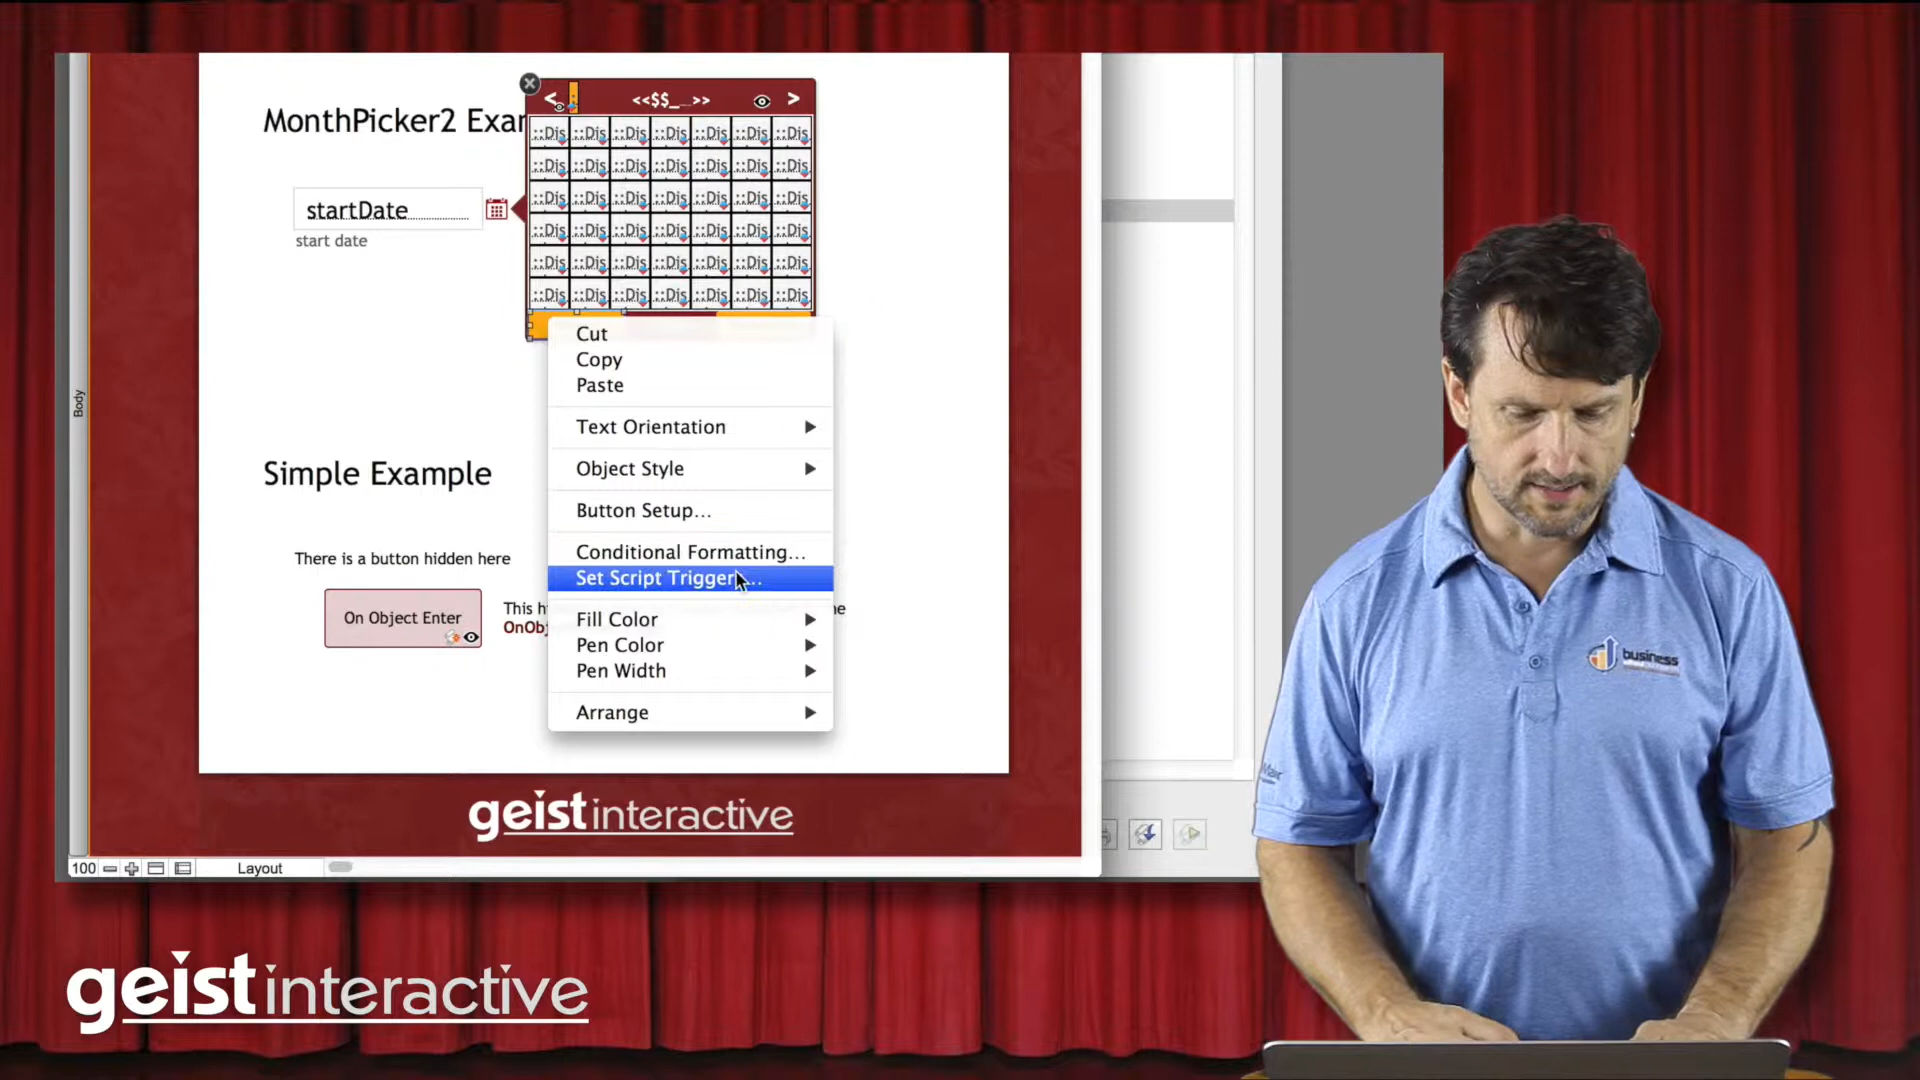 MonthPicker2 Exar
< <<$$_..>> >
::Dis ::Dis ::Dis ::Dis ::Dis ::Dis ::Dis
::Dis ::Dis ::Dis ::Dis ::Dis ::Dis ::Dis
::Dis ::Dis ::Dis ::Dis ::Dis ::Dis ::Dis
::Dis ::Dis ::Dis ::Dis ::Dis ::Dis ::Dis
::Dis ::Dis ::Dis ::Dis ::Dis ::Dis ::Dis
::Dis ::Dis ::Dis ::Dis ::Dis ::Dis ::Dis
startDate
start date
Cut
Copy
Paste
Text Orientation
Object Style
Button Setup...
Conditional Formatting...
Set Script Trigger...
Fill Color
Pen Color
Pen Width
Arrange
Body
Simple Example
There is a button hidden here
On Object Enter
This h
ne
OnObj
geistinteractive
100
Layout
geistinteractive
business